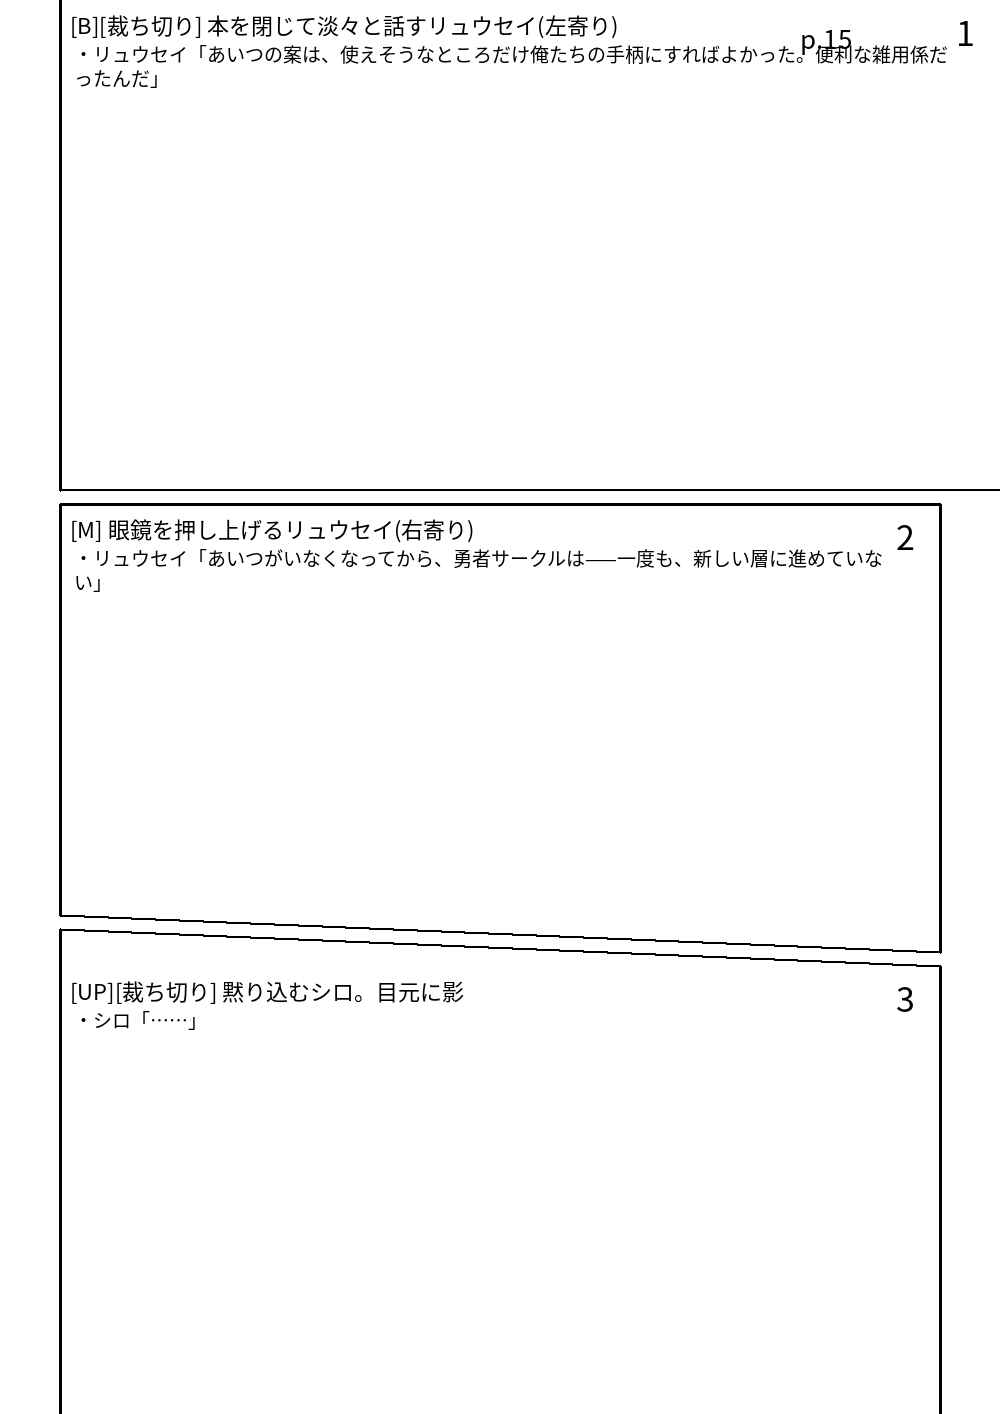 [B][裁ち切り] 本を閉じて淡々と話すリュウセイ(左寄り)
p.15
1
・リュウセイ「あいつの案は、使えそうなところだけ俺たちの手柄にすればよかった。便利な雑用係だ
ったんだ」
[M] 眼鏡を押し上げるリュウセイ(右寄り)
2
・リュウセイ「あいつがいなくなってから、勇者サークルは——一度も、新しい層に進めていな
い」
[UP][裁ち切り] 黙り込むシロ。目元に影
3
・シロ「……」